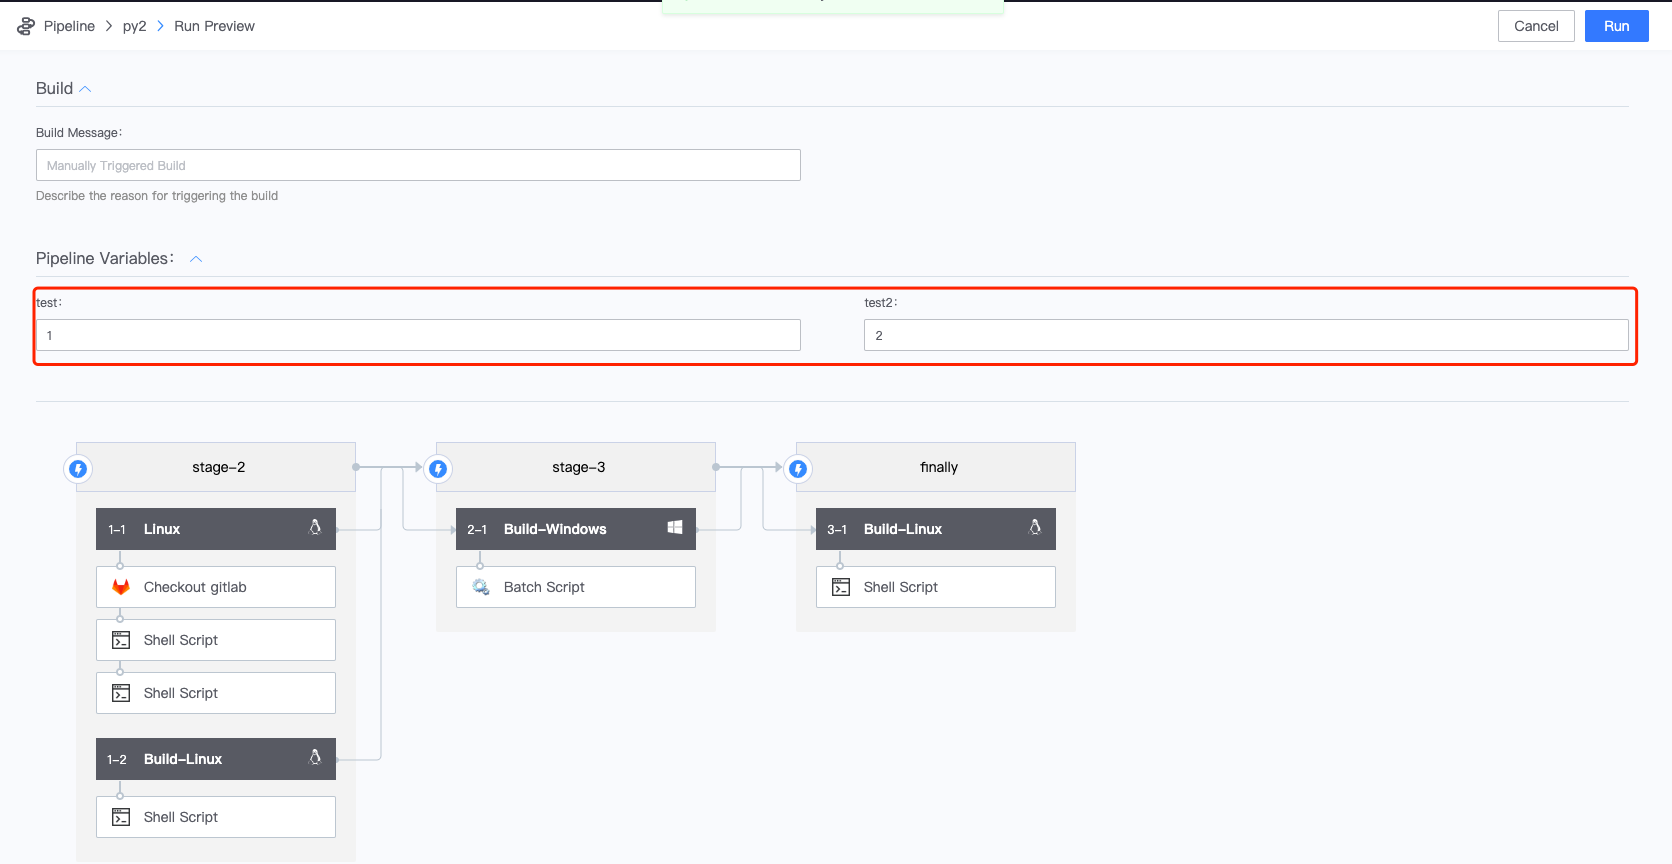 Pipeline > py2 > Run Preview
Cancel
Run
Build
Build Message:
Manually Triggered Build
Describe the reason for triggering the build
Pipeline Variables:
test:
test2:
1
2
stage-2
1-1 Linux
Checkout gitlab
Shell Script
Shell Script
1-2 Build-Linux
Shell Script
stage-3
2-1 Build-Windows
Batch Script
finally
3-1 Build-Linux
Shell Script